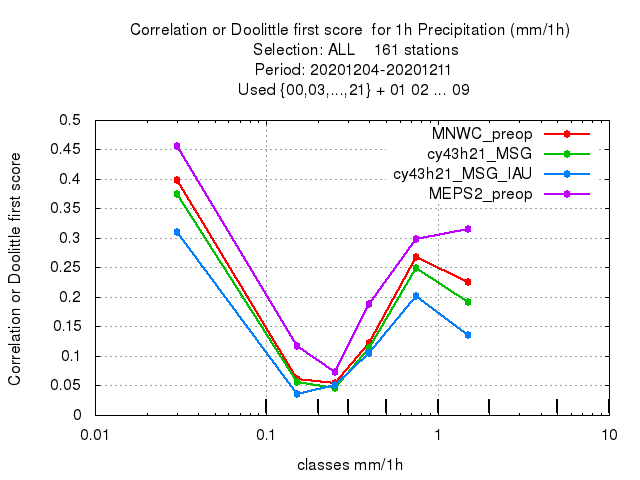 Correlation or Doolittle first score  for 1h Precipitation (mm/1h)
Selection: ALL    161 stations
Period: 20201204-20201211
Used {00,03,...,21} + 01 02 ... 09
Correlation or Doolittle first score
0.5
0.45
0.4
0.35
0.3
0.25
0.2
0.15
0.1
0.05
0
MNWC_preop
cy43h21_MSG
cy43h21_MSG_IAU
MEPS2_preop
0.01 0.1 1 10
classes mm/1h